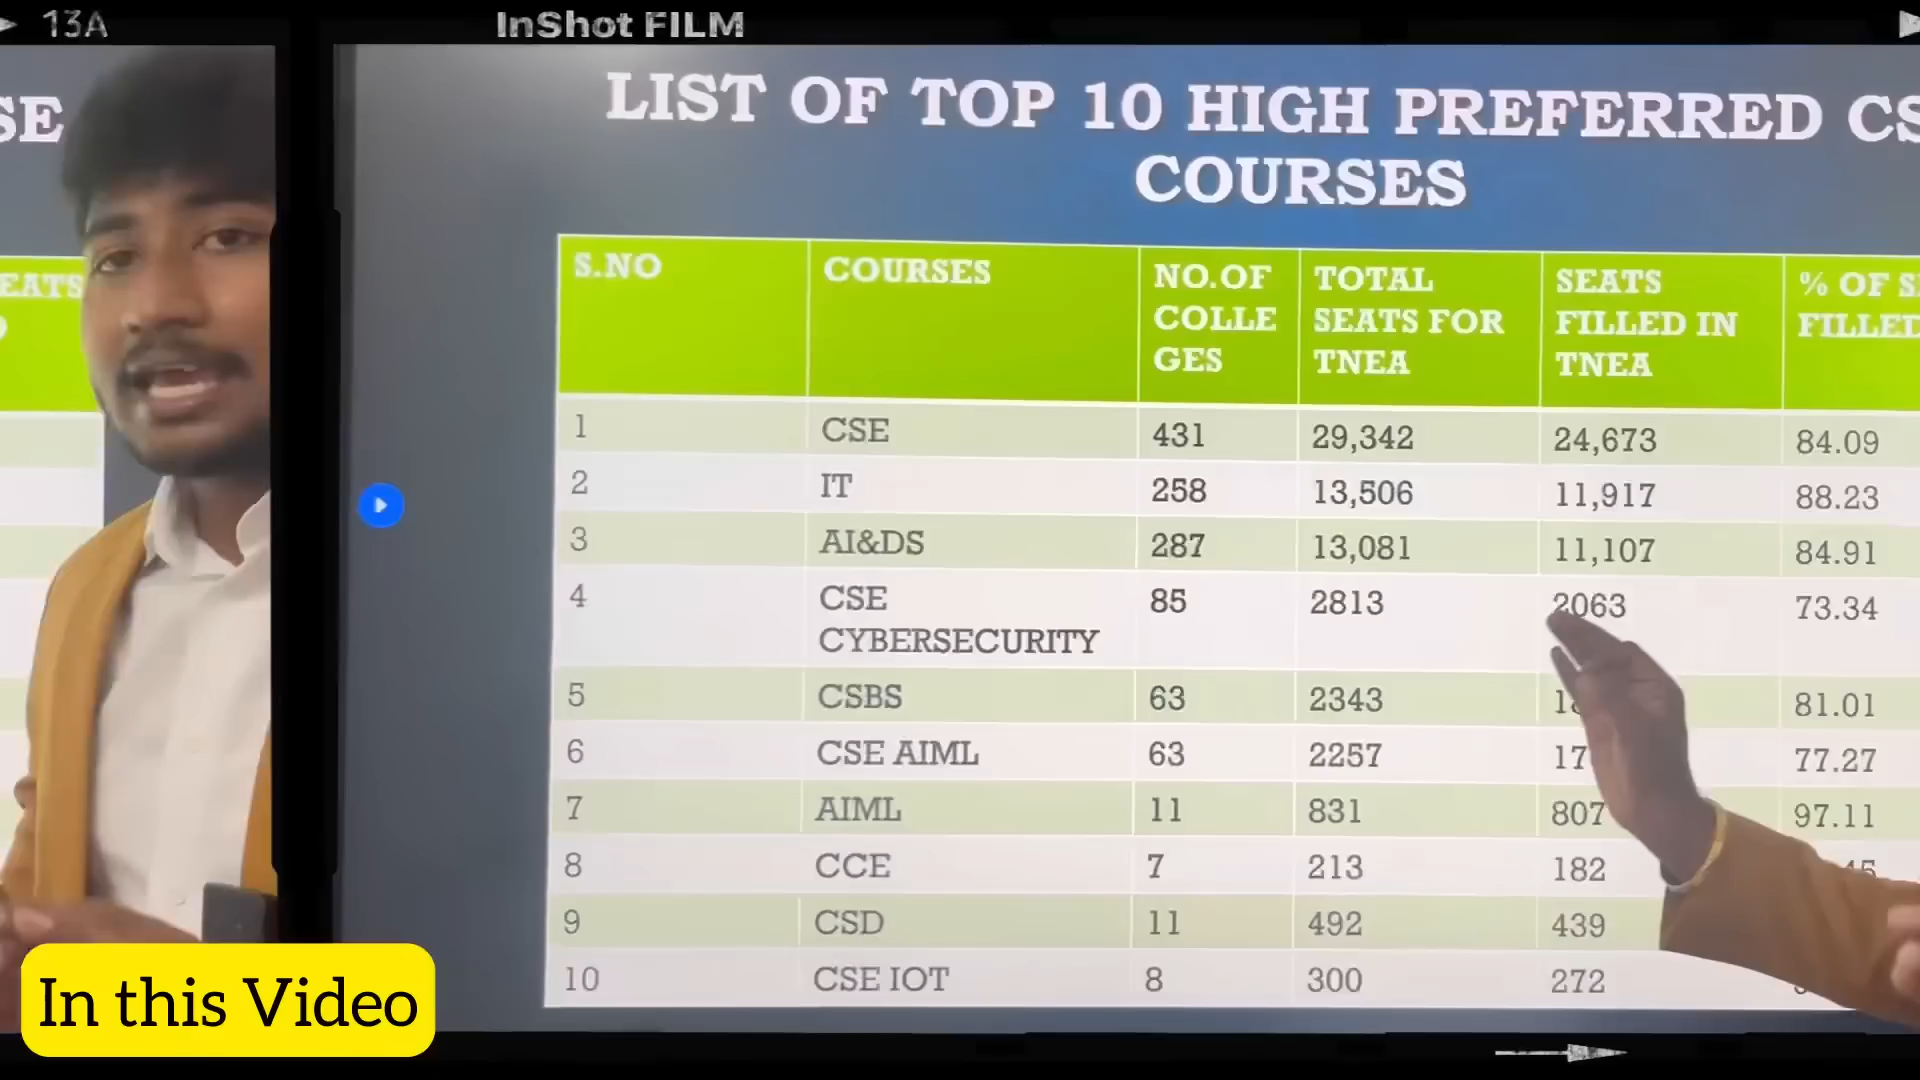 13A
InShot FILM
SE
EATS
LIST OF TOP 10 HIGH PREFERRED CS
COURSES
S.NO COURSES NO.OF COLLE GES TOTAL SEATS FOR TNEA SEATS FILLED IN TNEA % OF S FILLED
1 CSE 431 29,342 24,673 84.09
2 IT 258 13,506 11,917 88.23
3 AI&DS 287 13,081 11,107 84.91
4 CSE CYBERSECURITY 85 2813 2063 73.34
5 CSBS 63 2343 81.01
6 CSE AIML 63 2257 77.27
7 AIML 11 831 807 97.11
8 CCE 7 213 182
9 CSD 11 492 439
10 CSE IOT 8 300 272
In this Video